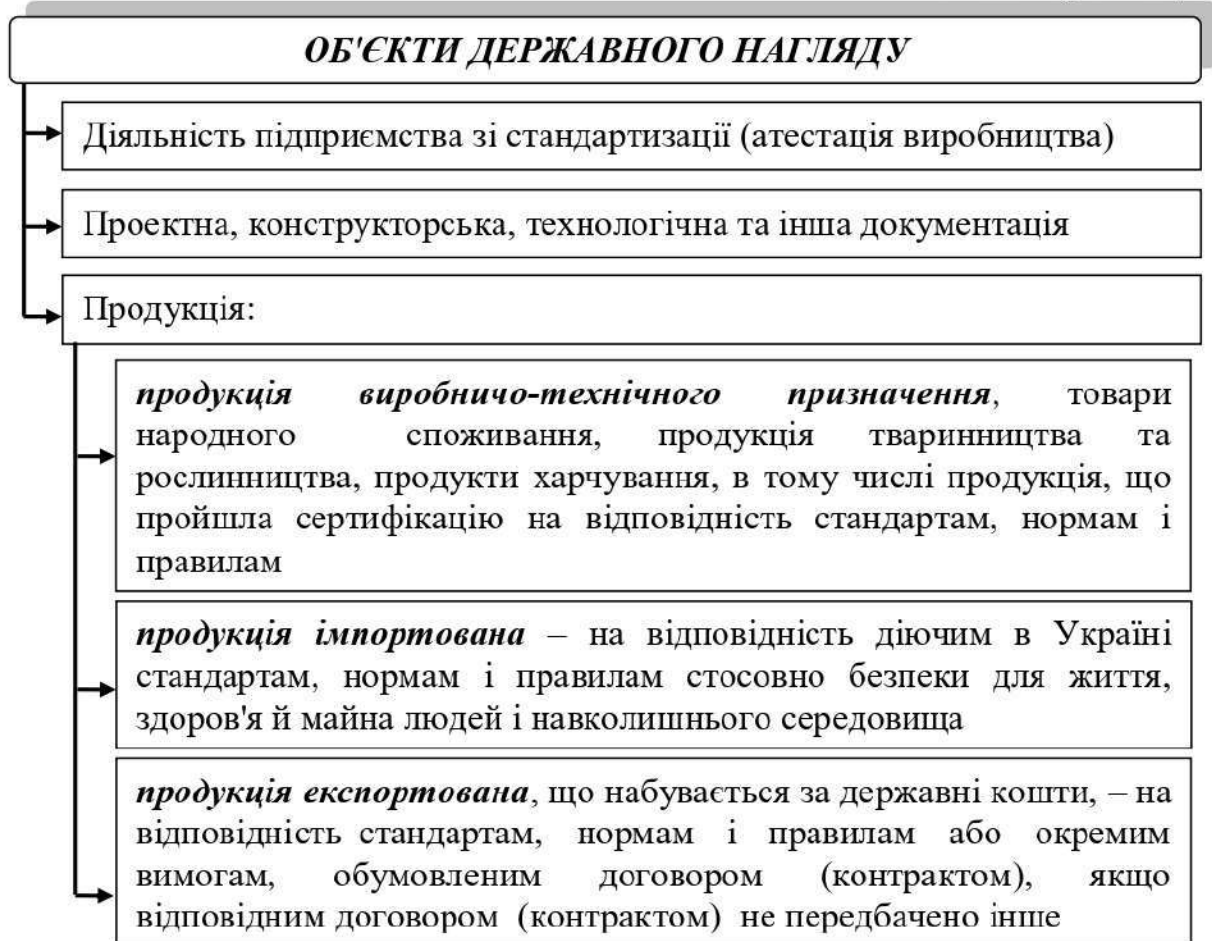 ОБ'ЄКТИ ДЕРЖАВНОГО НАГЛЯДУ
Діяльність підприємства зі стандартизації (атестація виробництва)
Проектна, конструкторська, технологічна та інша документація
Продукція:
продукція виробничо-технічного призначення, товари
народного споживання, продукція тваринництва та
рослинництва, продукти харчування, в тому числі продукція, що
пройшла сертифікацію на відповідність стандартам, нормам і
правилам
продукція імпортована – на відповідність діючим в Україні
стандартам, нормам і правилам стосовно безпеки для життя,
здоров'я й майна людей і навколишнього середовища
продукція експортована, що набувається за державні кошти, – на
відповідність стандартам, нормам і правилам або окремим
вимогам, обумовленим договором (контрактом), якщо
відповідним договором (контрактом) не передбачено інше